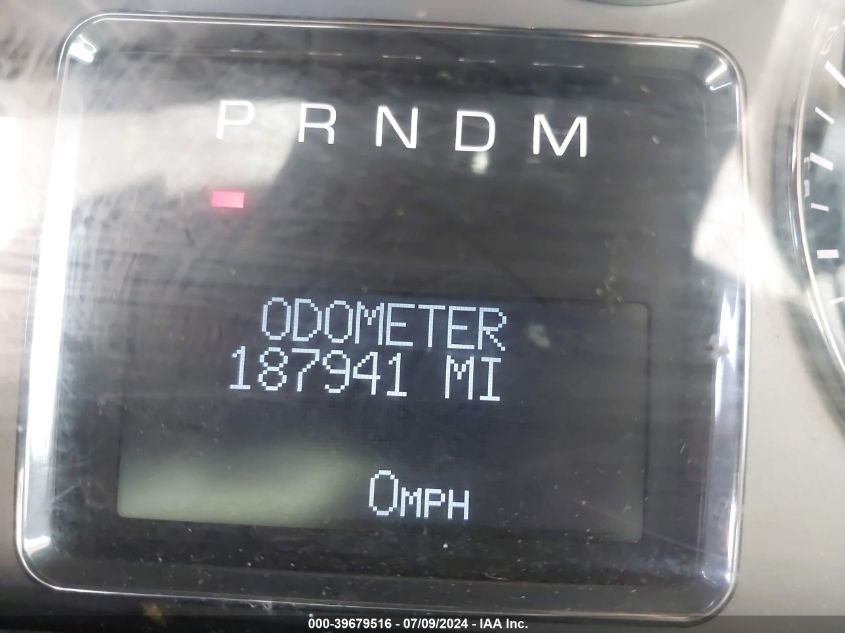 P R N D M
ODOMETER
187941 MI
0MPH
000-39679516 - 07/09/2024 - IAA Inc.